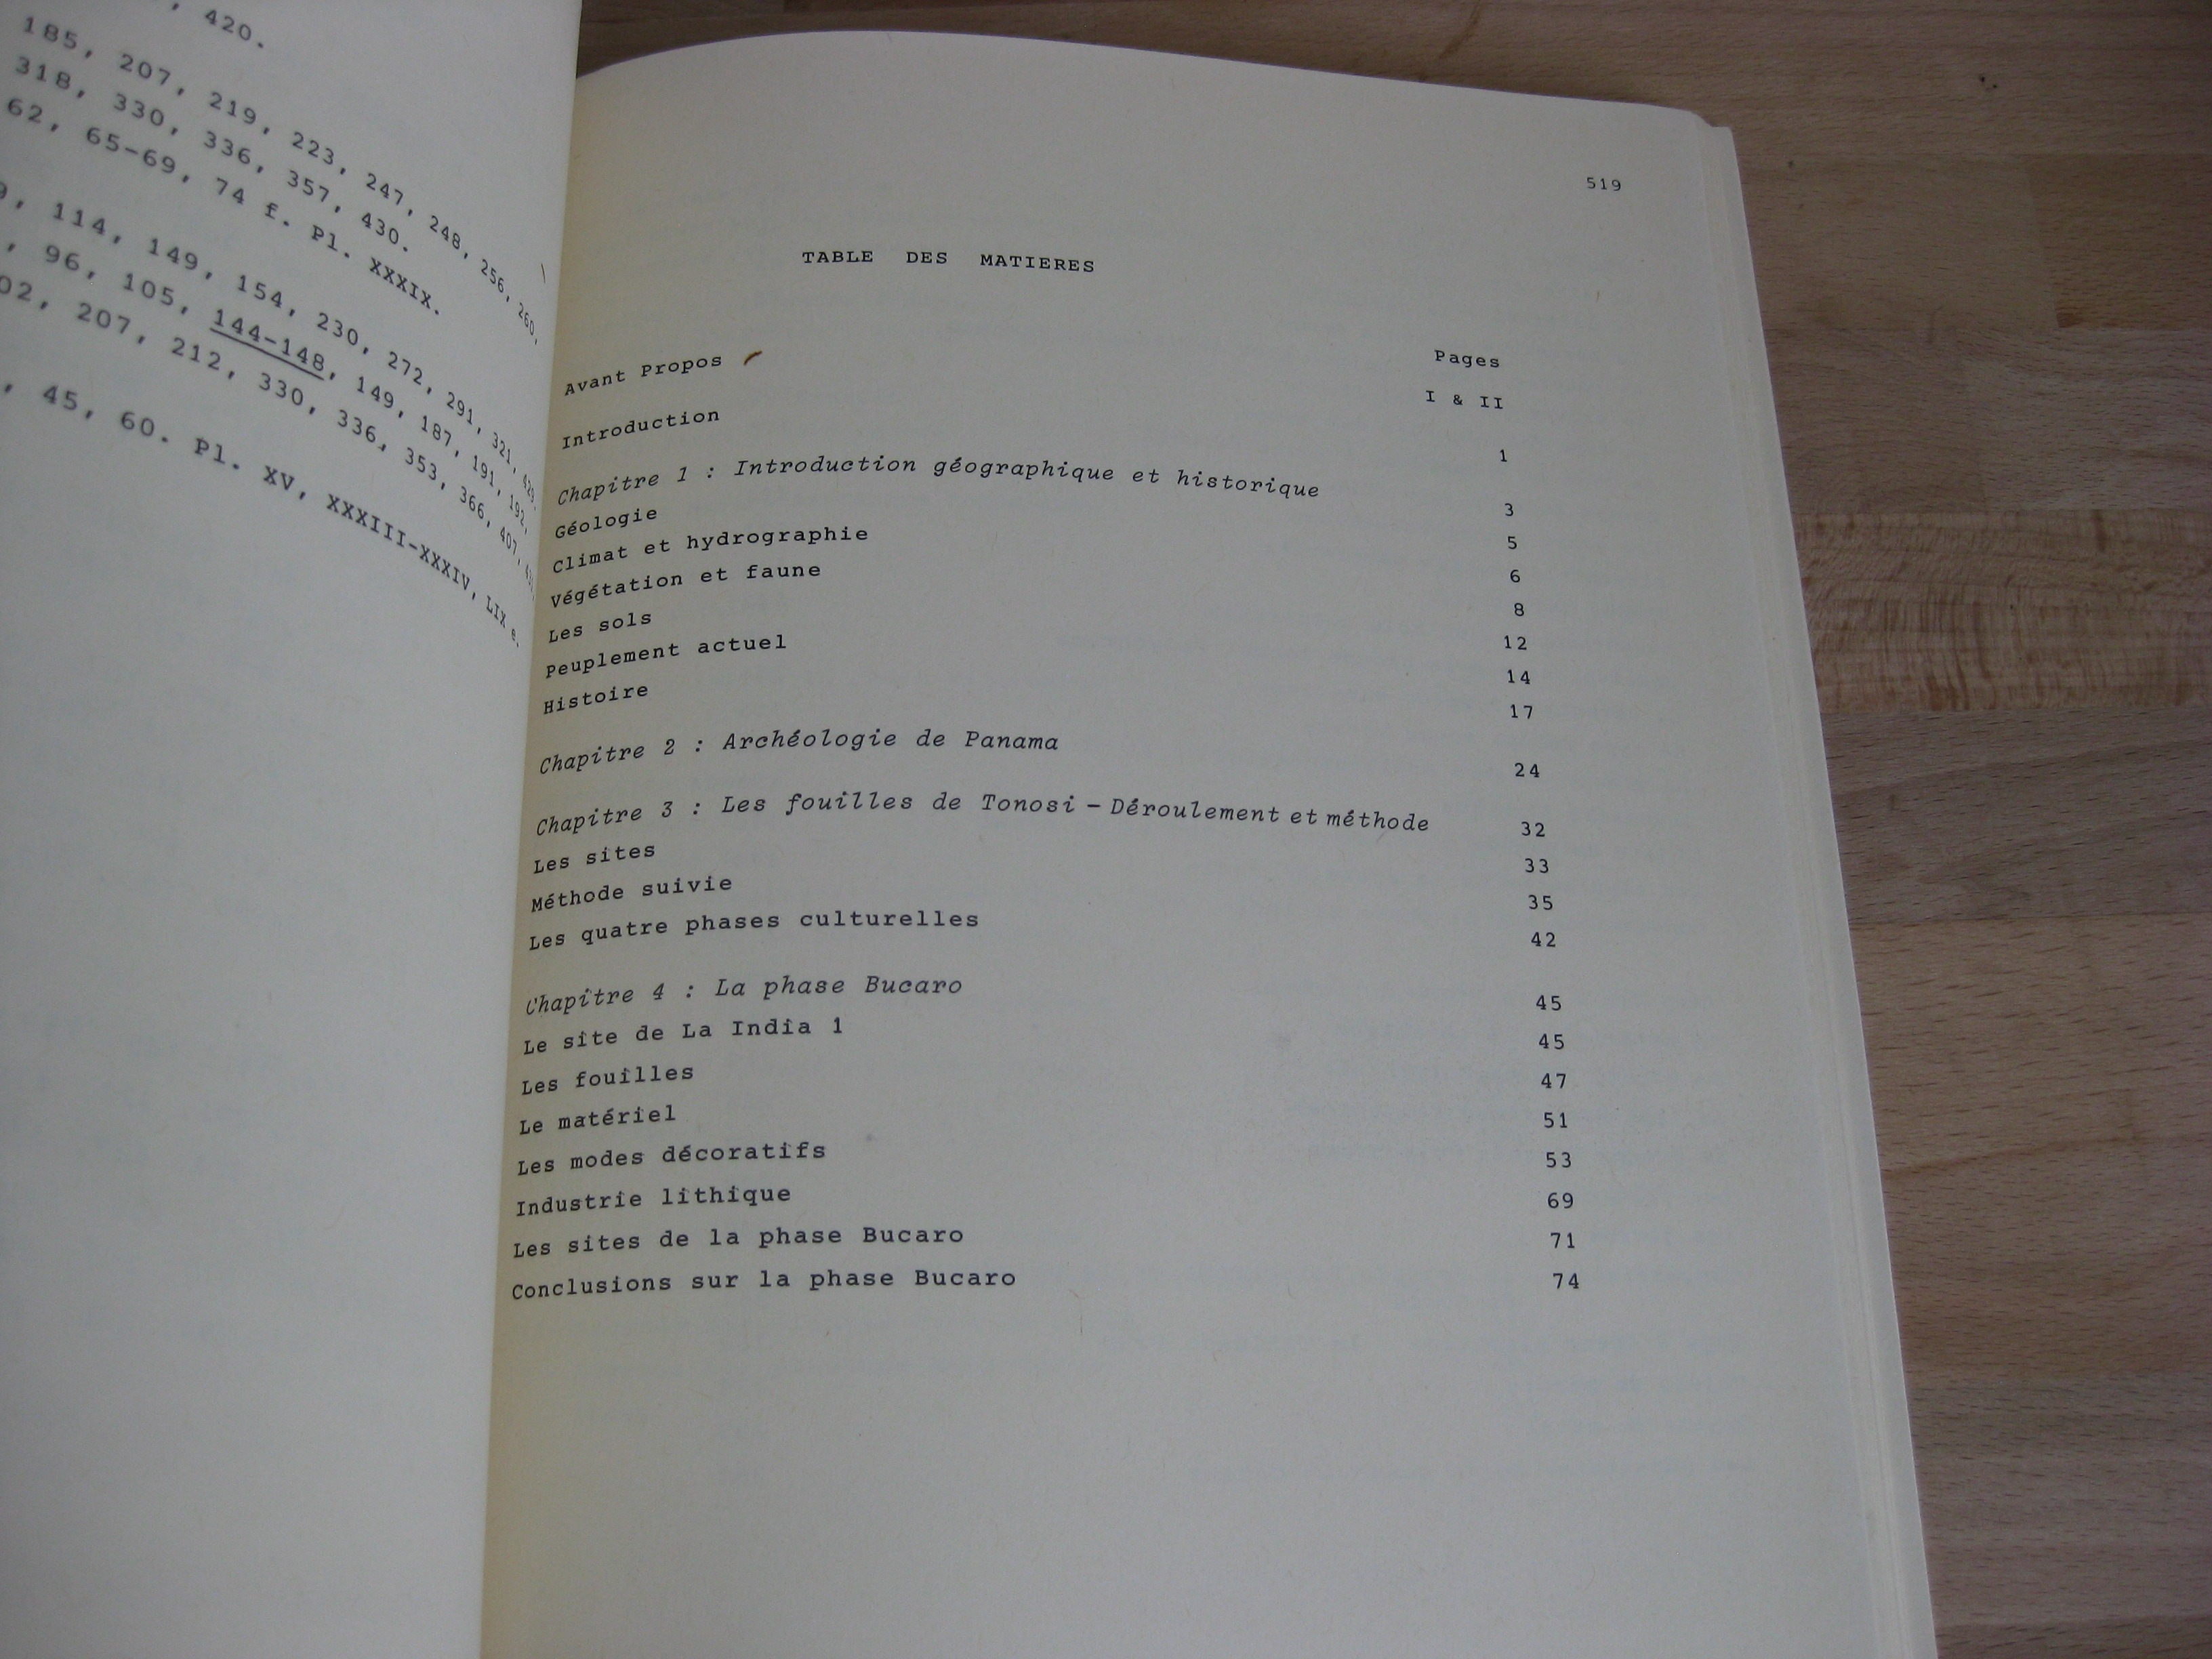 , 420.
185, 207, 219, 223, 247, 248, 256, 260,
318, 330, 336, 357, 430.
62, 65-69, 74 f. Pl. XXXIX.
9, 114, 149, 154, 230, 272, 291, 321, 429.
, 96, 105, 144-148, 149, 187, 191, 192,
02, 207, 212, 330, 336, 353, 366, 407,
, 45, 60. Pl. XV, XXXIII-XXXIV, LIX e.
519
TABLE DES MATIERES
Pages
Avant Propos I & II
Introduction 1
Chapitre 1 : Introduction géographique et historique 3
Géologie 5
Climat et hydrographie 6
Végétation et faune 8
Les sols 12
Peuplement actuel 14
Histoire 17
Chapitre 2 : Archéologie de Panama 24
Chapitre 3 : Les fouilles de Tonosi - Déroulement et méthode 32
Les sites 33
Méthode suivie 35
Les quatre phases culturelles 42
Chapitre 4 : La phase Bucaro 45
Le site de La India 1 45
Les fouilles 47
Le matériel 51
Les modes décoratifs 53
Industrie lithique 69
Les sites de la phase Bucaro 71
Conclusions sur la phase Bucaro 74